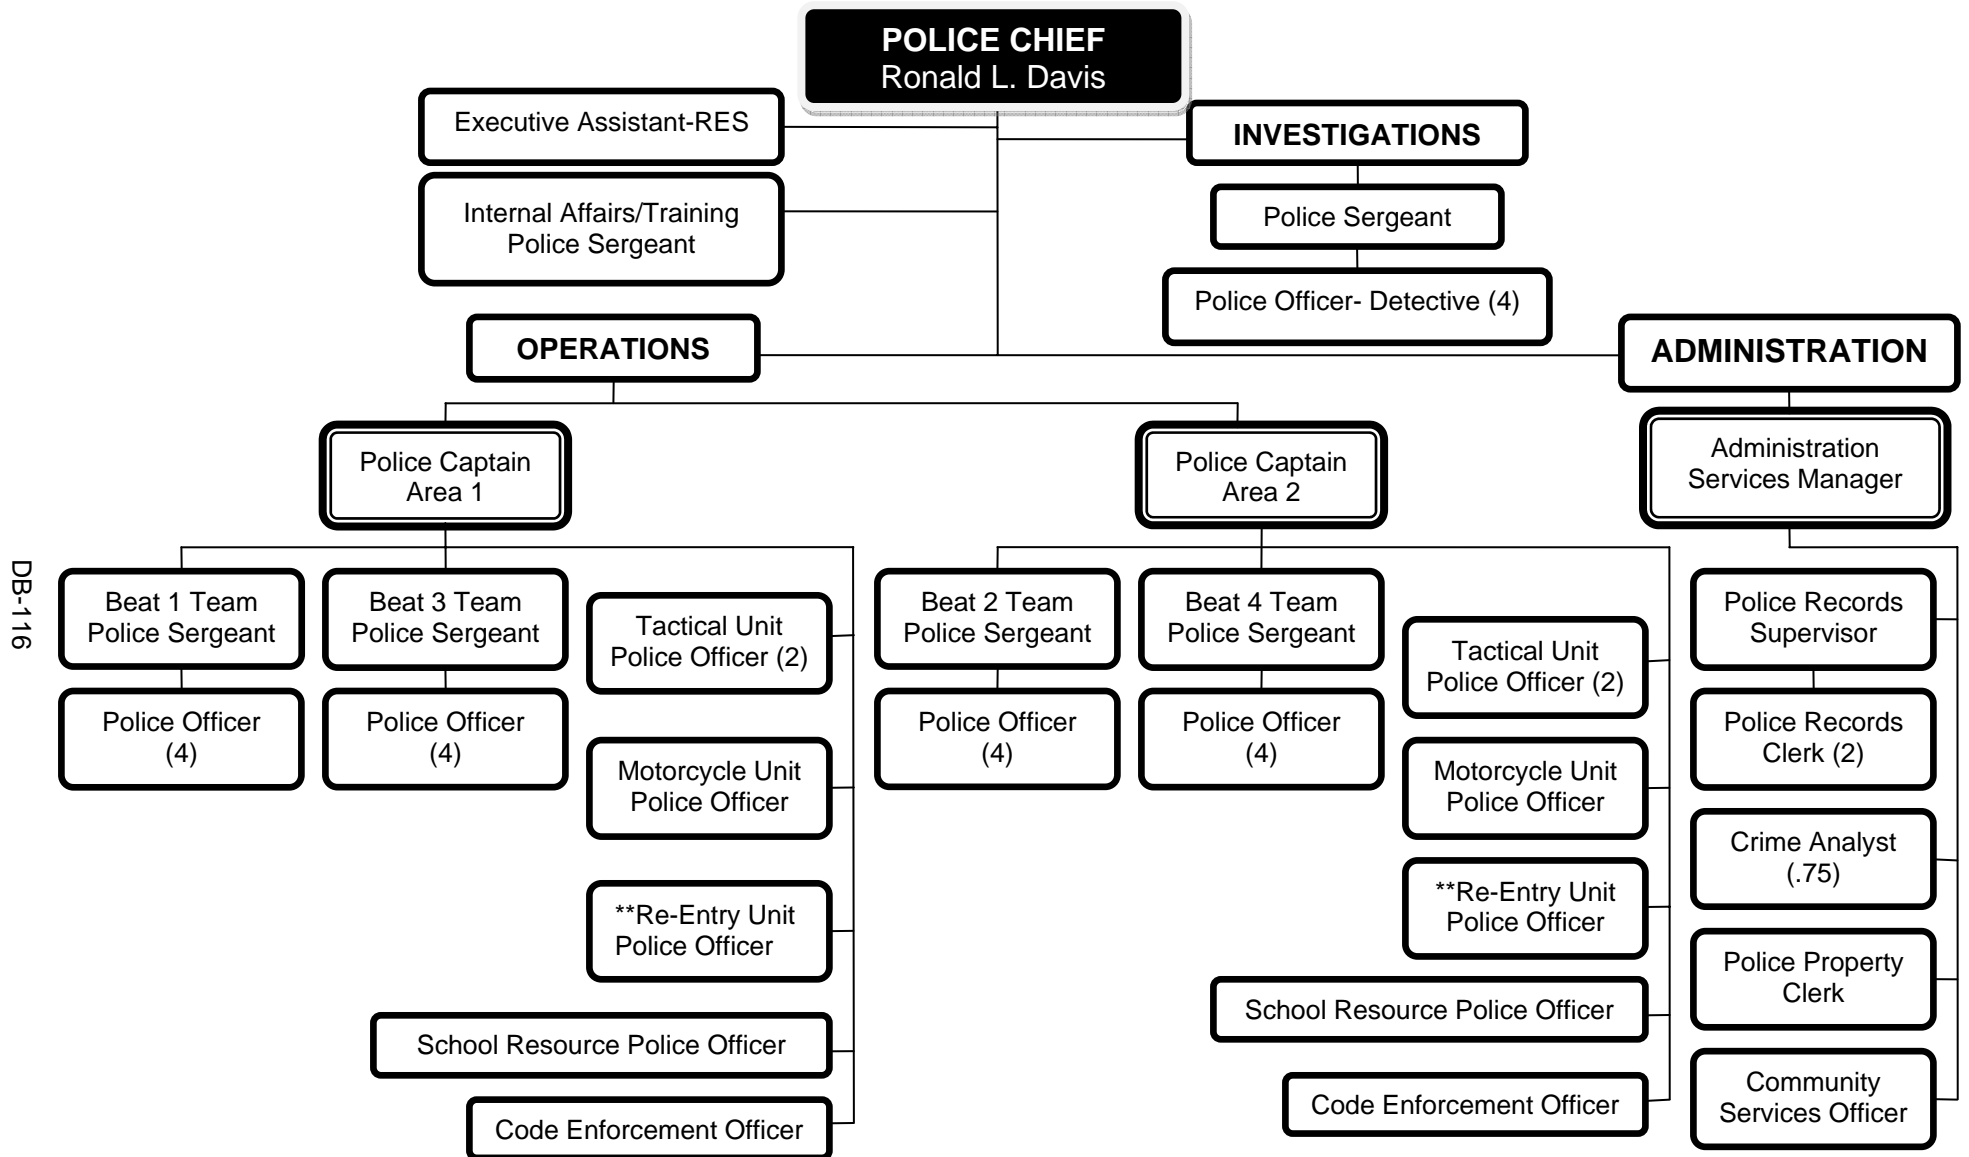 POLICE CHIEF
Ronald L. Davis
Executive Assistant-RES
INVESTIGATIONS
Internal Affairs/Training
Police Sergeant
Police Sergeant
Police Officer- Detective (4)
OPERATIONS
ADMINISTRATION
Police Captain
Area 1
Police Captain
Area 2
Administration
Services Manager
Beat 1 Team
Police Sergeant
Police Officer
(4)
Beat 3 Team
Police Sergeant
Police Officer
(4)
Tactical Unit
Police Officer (2)
Motorcycle Unit
Police Officer
**Re-Entry Unit
Police Officer
School Resource Police Officer
Code Enforcement Officer
Beat 2 Team
Police Sergeant
Police Officer
(4)
Beat 4 Team
Police Sergeant
Police Officer
(4)
Tactical Unit
Police Officer (2)
Motorcycle Unit
Police Officer
**Re-Entry Unit
Police Officer
School Resource Police Officer
Code Enforcement Officer
Police Records
Supervisor
Police Records
Clerk (2)
Crime Analyst
(.75)
Police Property
Clerk
Community
Services Officer
DB-116